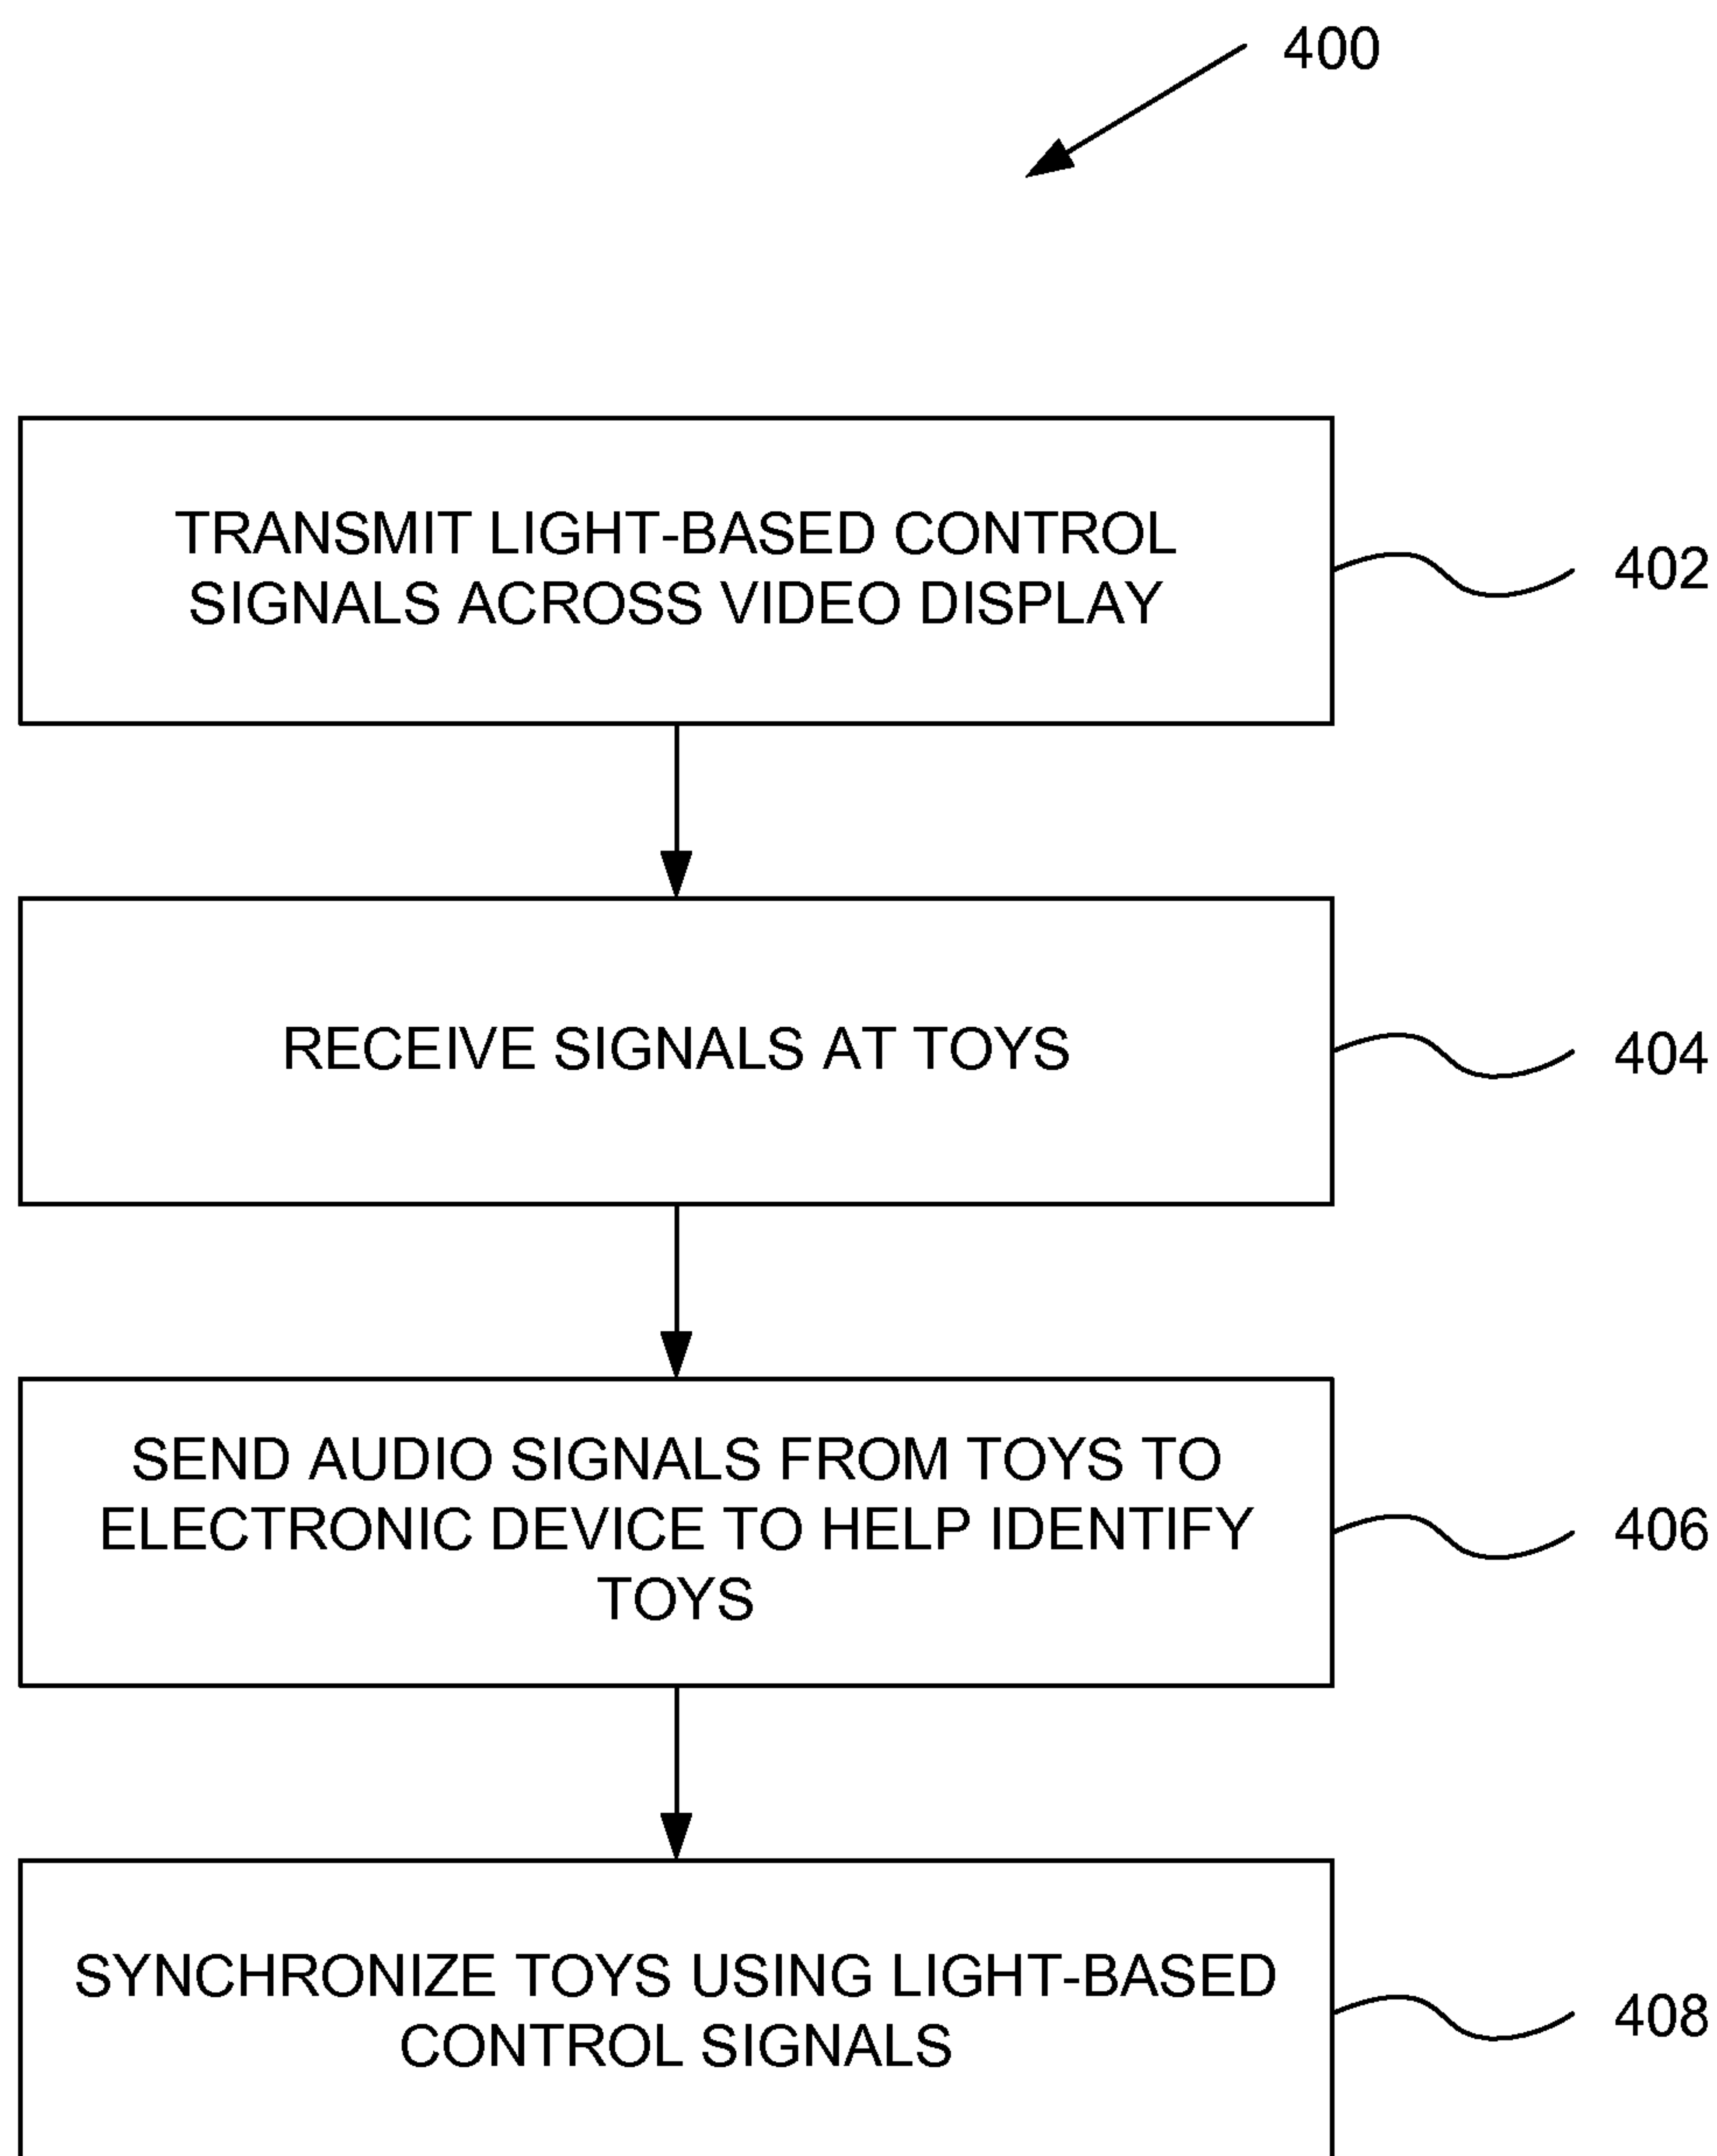 400
TRANSMIT LIGHT-BASED CONTROL
SIGNALS ACROSS VIDEO DISPLAY
402
RECEIVE SIGNALS AT TOYS
404
SEND AUDIO SIGNALS FROM TOYS TO
ELECTRONIC DEVICE TO HELP IDENTIFY
TOYS
406
SYNCHRONIZE TOYS USING LIGHT-BASED
CONTROL SIGNALS
408